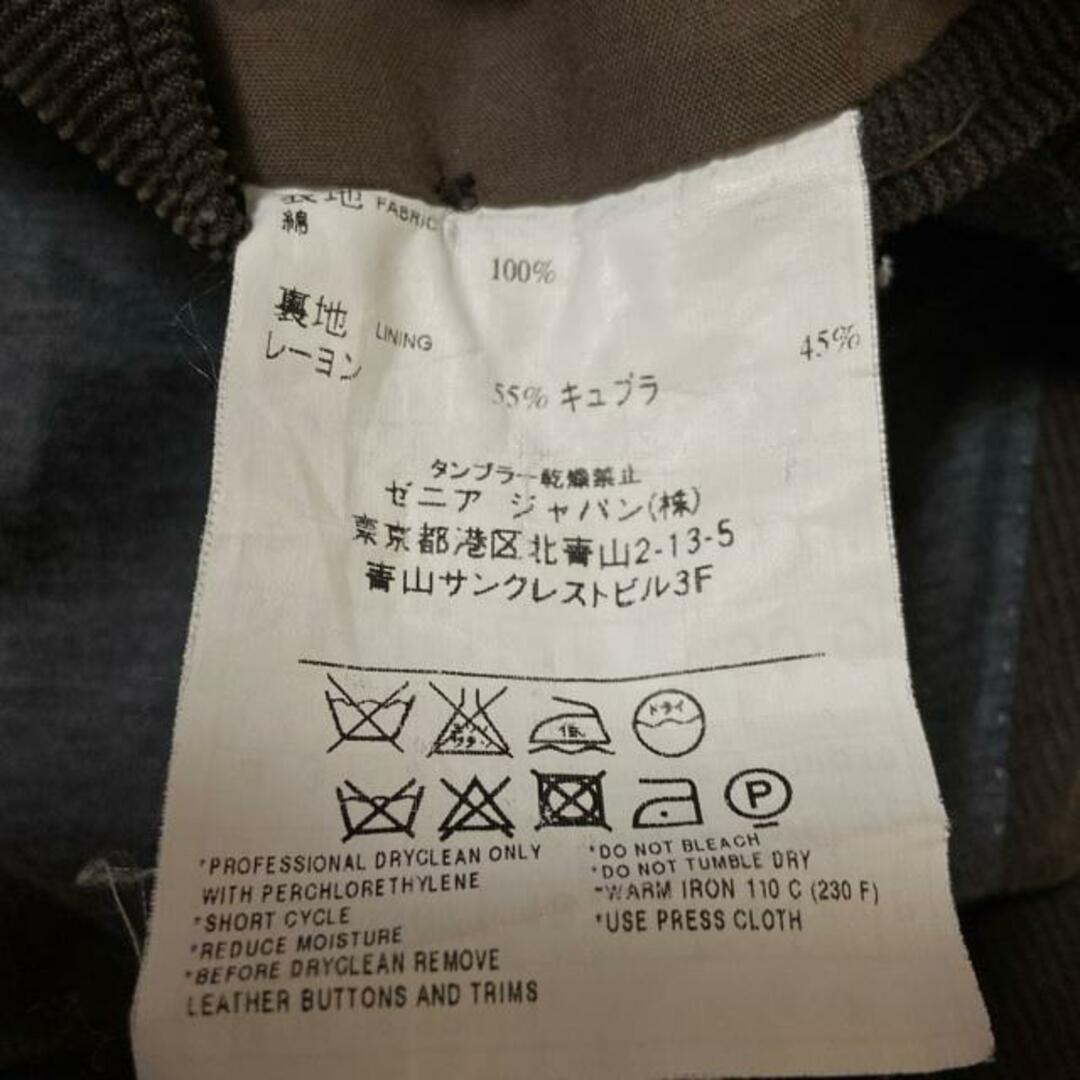 表地 FABRIC
綿 100%
裏地 LINING
レーヨン 55% キュプラ 45%
タンブラー乾燥禁止
ゼニア ジャパン(株)
東京都港区北青山2-13-5
青山サンクレストビル3F
ドライ
P
*PROFESSIONAL DRYCLEAN ONLY
WITH PERCHLORETHYLENE
*SHORT CYCLE
*REDUCE MOISTURE
*BEFORE DRYCLEAN REMOVE
LEATHER BUTTONS AND TRIMS
*DO NOT BLEACH
*DO NOT TUMBLE DRY
*WARM IRON 110 C (230 F)
*USE PRESS CLOTH